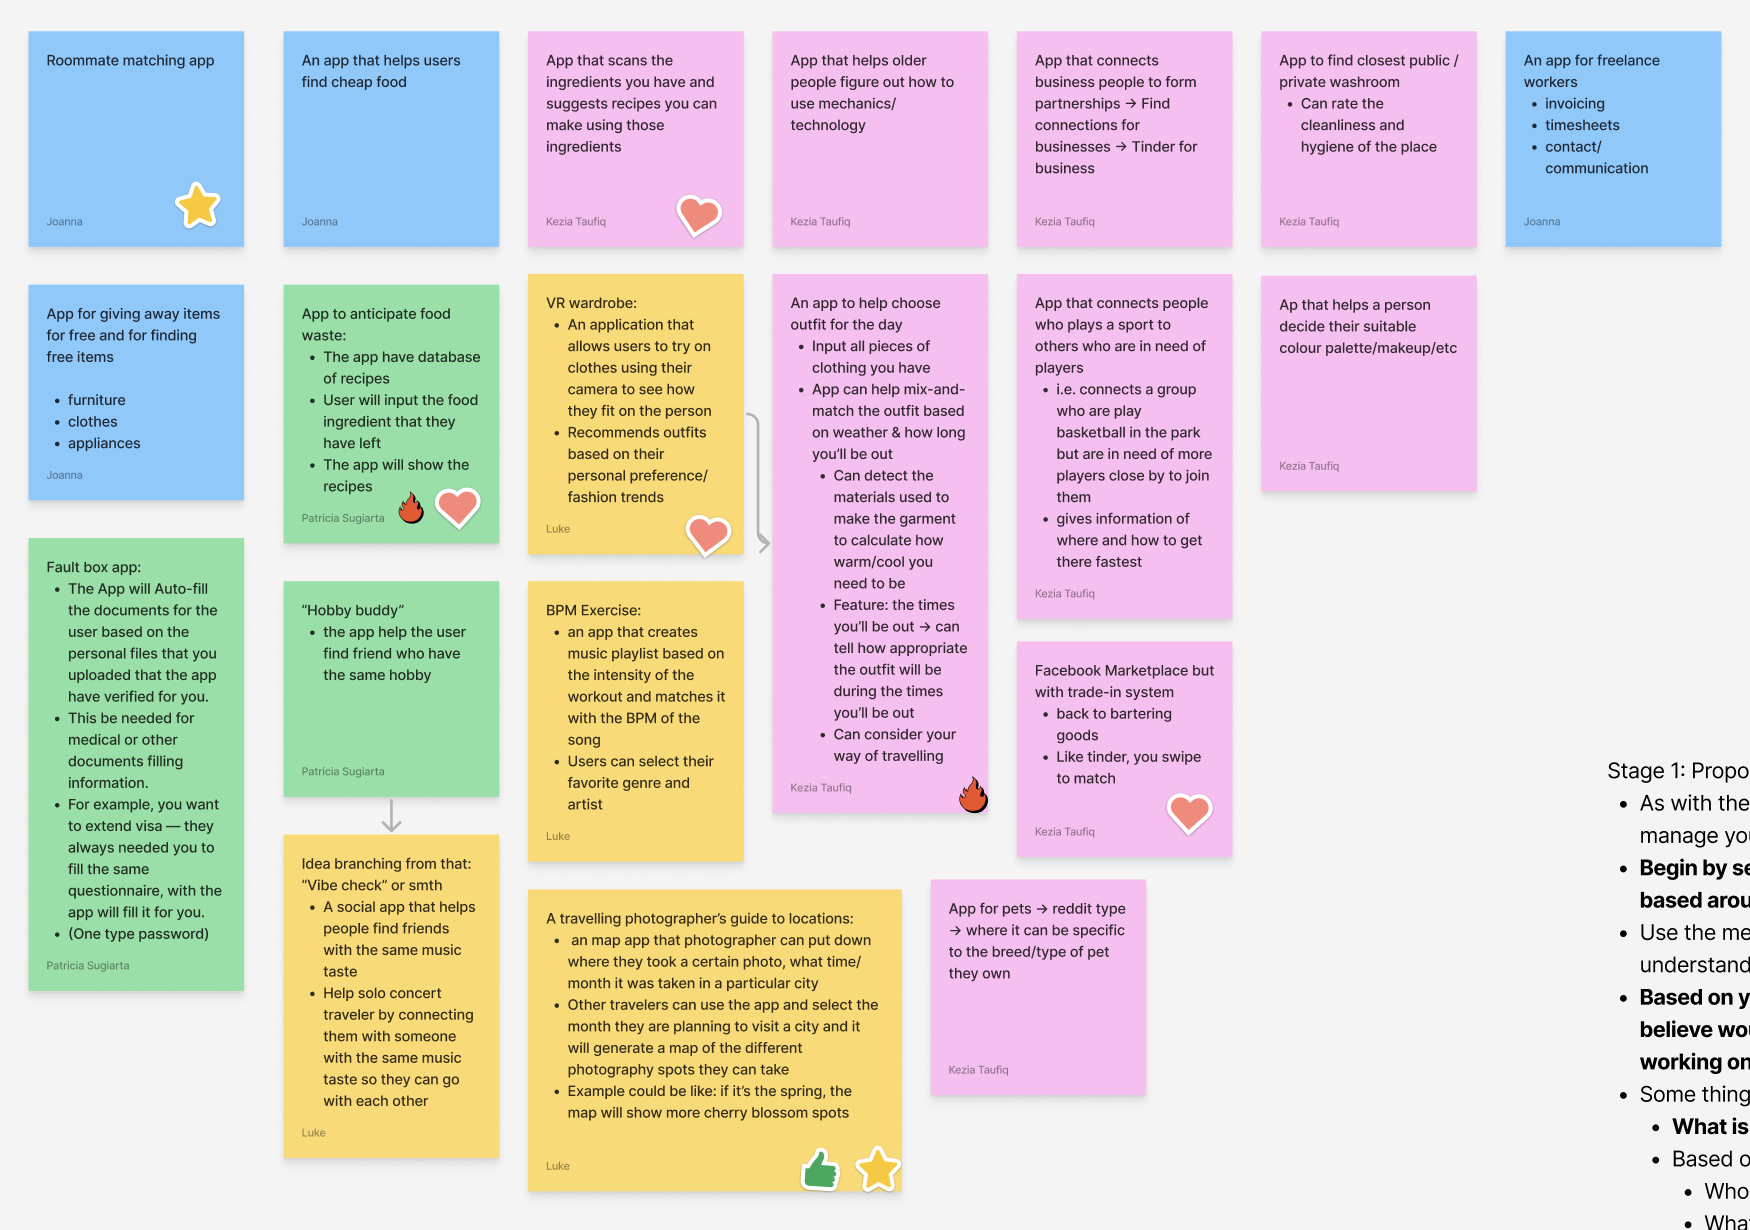 Roommate matching app
Joanna
An app that helps users
find cheap food
Joanna
App that scans the
ingredients you have and
suggests recipes you can
make using those
ingredients
Kezia Taufiq
App that helps older
people figure out how to
use mechanics/
technology
Kezia Taufiq
App that connects
business people to form
partnerships → Find
connections for
businesses → Tinder for
business
Kezia Taufiq
App to find closest public /
private washroom
• Can rate the
cleanliness and
hygiene of the place
Kezia Taufiq
An app for freelance
workers
• invoicing
• timesheets
• contact/
communication
Joanna
App for giving away items
for free and for finding
free items
• furniture
• clothes
• appliances
Joanna
App to anticipate food
waste:
• The app have database
of recipes
• User will input the food
ingredient that they
have left
• The app will show the
recipes
Patricia Sugiarta
VR wardrobe:
• An application that
allows users to try on
clothes using their
camera to see how
they fit on the person
• Recommends outfits
based on their
personal preference/
fashion trends
Luke
An app to help choose
outfit for the day
• Input all pieces of
clothing you have
• App can help mix-and-
match the outfit based
on weather & how long
you'll be out
• Can detect the
materials used to
make the garment
to calculate how
warm/cool you
need to be
• Feature: the times
you'll be out → can
tell how appropriate
the outfit will be
during the times
you'll be out
• Can consider your
way of travelling
Kezia Taufiq
App that connects people
who plays a sport to
others who are in need of
players
• i.e. connects a group
who are play
basketball in the park
but are in need of more
players close by to join
them
• gives information of
where and how to get
there fastest
Kezia Taufiq
Ap that helps a person
decide their suitable
colour palette/makeup/etc
Kezia Taufiq
Fault box app:
• The App will Auto-fill
the documents for the
user based on the
personal files that you
uploaded that the app
have verified for you.
• This be needed for
medical or other
documents filling
information.
• For example, you want
to extend visa — they
always needed you to
fill the same
questionnaire, with the
app will fill it for you.
• (One type password)
Patricia Sugiarta
"Hobby buddy"
• the app help the user
find friend who have
the same hobby
Patricia Sugiarta
BPM Exercise:
• an app that creates
music playlist based on
the intensity of the
workout and matches it
with the BPM of the
song
• Users can select their
favorite genre and
artist
Luke
Facebook Marketplace but
with trade-in system
• back to bartering
goods
• Like tinder, you swipe
to match
Kezia Taufiq
Idea branching from that:
"Vibe check" or smth
• A social app that helps
people find friends
with the same music
taste
• Help solo concert
traveler by connecting
them with someone
with the same music
taste so they can go
with each other
Luke
A travelling photographer's guide to locations:
• an map app that photographer can put down
where they took a certain photo, what time/
month it was taken in a particular city
• Other travelers can use the app and select the
month they are planning to visit a city and it
will generate a map of the different
photography spots they can take
• Example could be like: if it's the spring, the
map will show more cherry blossom spots
Luke
App for pets → reddit type
→ where it can be specific
to the breed/type of pet
they own
Kezia Taufiq
Stage 1: Propo
• As with the
manage yo
• Begin by se
based arou
• Use the me
understand
• Based on y
believe wo
working on
• Some thing
• What is
• Based o
• Who
• Wha